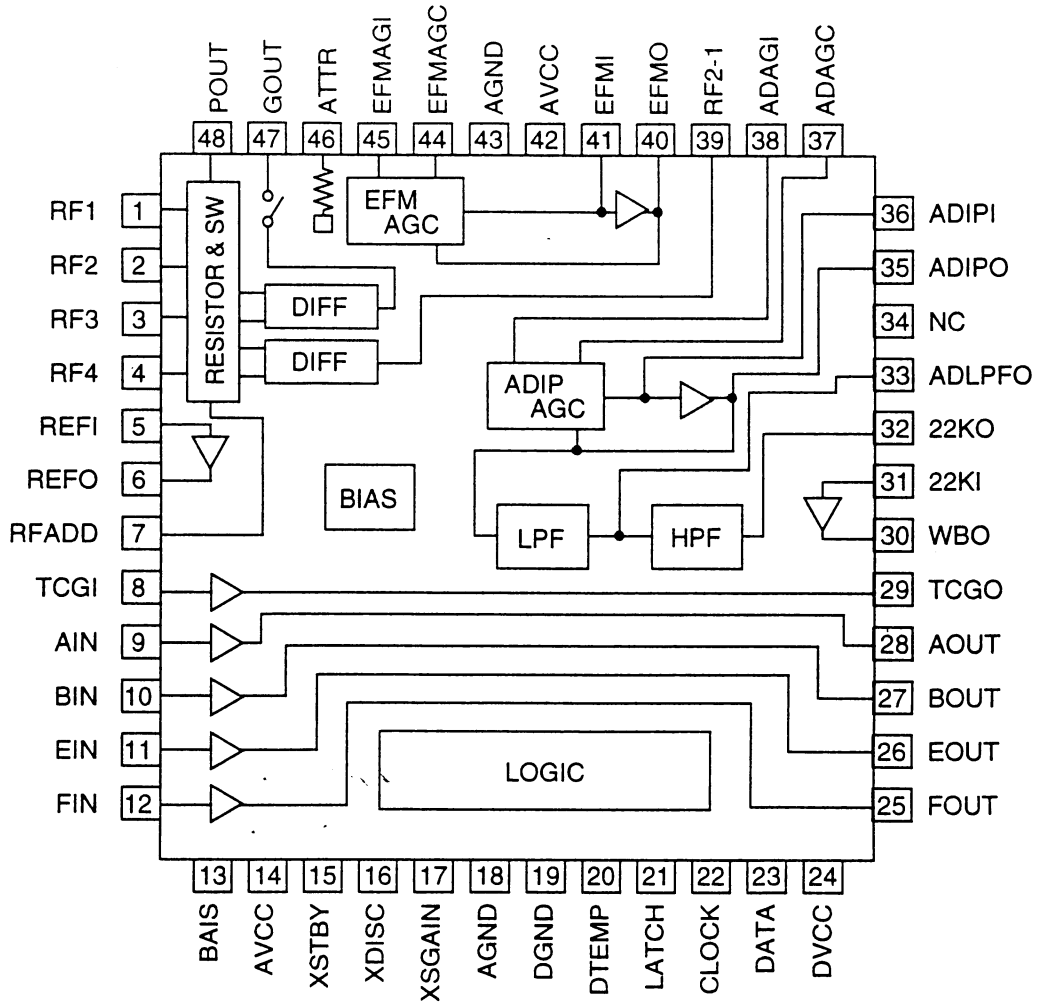 POUT GOUT ATTR EFMAGI EFMAGC AGND AVCC EFMI EFMO RF2-1 ADAGI ADAGC
48 47 46 45 44 43 42 41 40 39 38 37
RF1 1
RF2 2
RF3 3
RF4 4
REFI 5
REFO 6
RFADD 7
TCGI 8
AIN 9
BIN 10
EIN 11
FIN 12
RESISTOR & SW
EFM
AGC
DIFF
DIFF
ADIP
AGC
BIAS
LPF
HPF
LOGIC
36 ADIPI
35 ADIPO
34 NC
33 ADLPFO
32 22KO
31 22KI
30 WBO
29 TCGO
28 AOUT
27 BOUT
26 EOUT
25 FOUT
13 14 15 16 17 18 19 20 21 22 23 24
BAIS AVCC XSTBY XDISC XSGAIN AGND DGND DTEMP LATCH CLOCK DATA DVCC